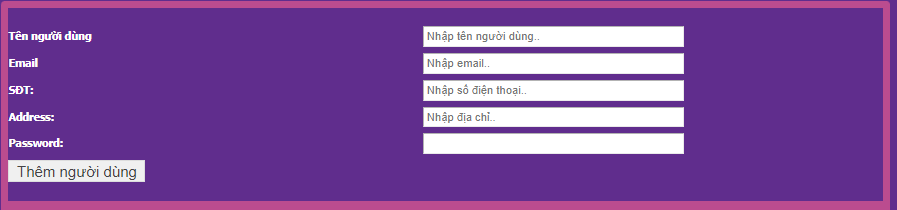 Tên người dùng Nhập tên người dùng..
Email Nhập email..
SĐT: Nhập số điện thoại..
Address: Nhập địa chỉ..
Password:
Thêm người dùng